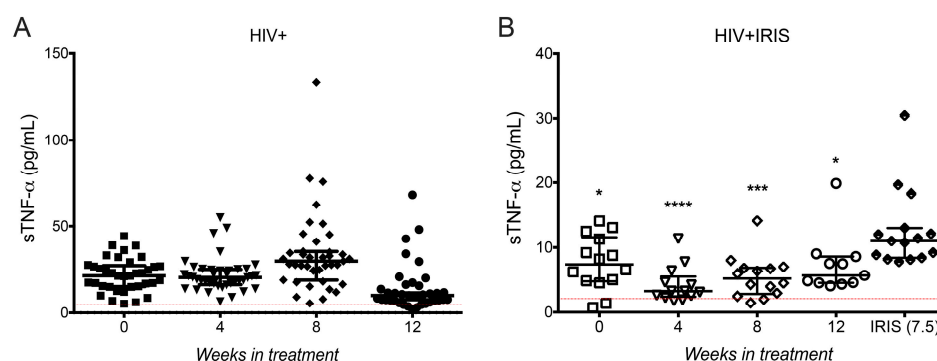 A
HIV+
150
100
50
0
sTNF-α (pg/mL)
0 4 8 12
Weeks in treatment
B
HIV+IRIS
40
30
20
10
0
sTNF-α (pg/mL)
*
****
***
*
0 4 8 12 IRIS (7.5)
Weeks in treatment